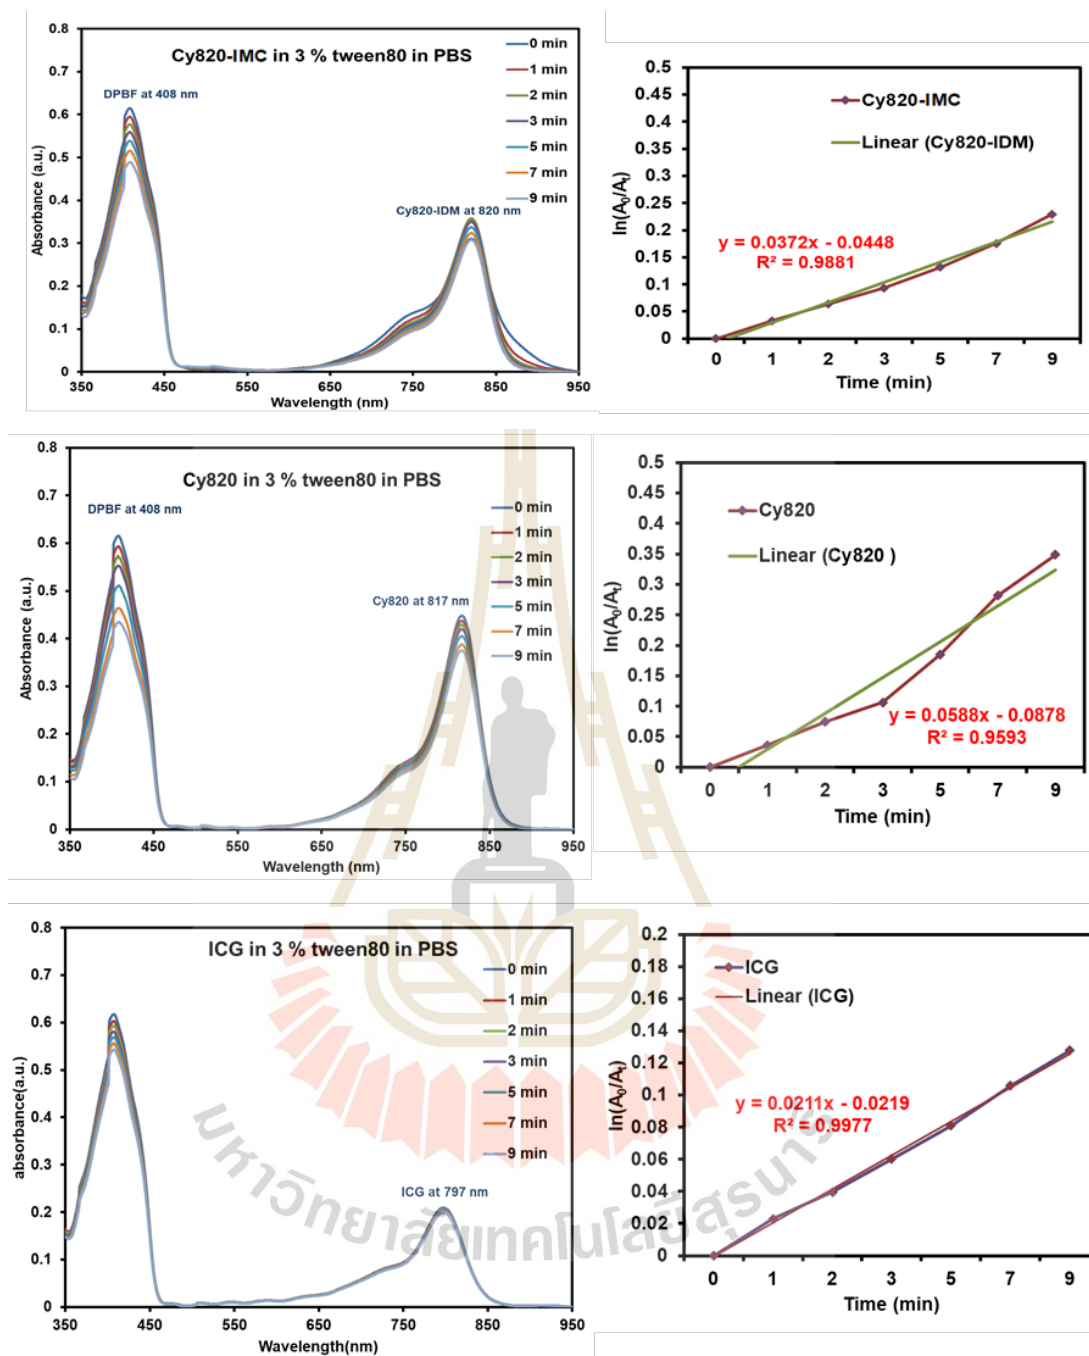 Cy820-IMC in 3 % tween80 in PBS
DPBF at 408 nm
Cy820-IDM at 820 nm
0 min
1 min
2 min
3 min
5 min
7 min
9 min
Absorbance (a.u.)
0.8
0.7
0.6
0.5
0.4
0.3
0.2
0.1
0
350 450 550 650 750 850 950
Wavelength (nm)
Cy820-IMC
Linear (Cy820-IDM)
ln(A₀/Aₜ)
0.5
0.45
0.4
0.35
0.3
0.25
0.2
0.15
0.1
0.05
0
y = 0.0372x - 0.0448
R² = 0.9881
0 1 2 3 5 7 9
Time (min)
Cy820 in 3 % tween80 in PBS
DPBF at 408 nm
Cy820 at 817 nm
0 min
1 min
2 min
3 min
5 min
7 min
9 min
Absorbance (a.u.)
0.8
0.7
0.6
0.5
0.4
0.3
0.2
0.1
0
350 450 550 650 750 850 950
Wavelength (nm)
Cy820
Linear (Cy820 )
ln(A₀/Aₜ)
0.5
0.45
0.4
0.35
0.3
0.25
0.2
0.15
0.1
0.05
0
y = 0.0588x - 0.0878
R² = 0.9593
0 1 2 3 5 7 9
Time (min)
ICG in 3 % tween80 in PBS
ICG at 797 nm
0 min
1 min
2 min
3 min
5 min
7 min
9 min
absorbance(a.u.)
0.8
0.7
0.6
0.5
0.4
0.3
0.2
0.1
0
350 450 550 650 750 850 950
Wavelength(nm)
ICG
Linear (ICG)
ln(A₀/Aₜ)
0.2
0.18
0.16
0.14
0.12
0.1
0.08
0.06
0.04
0.02
0
y = 0.0211x - 0.0219
R² = 0.9977
0 1 2 3 5 7 9
Time (min)
มหาวิทยาลัยเทคโนโลยีสุรนารี